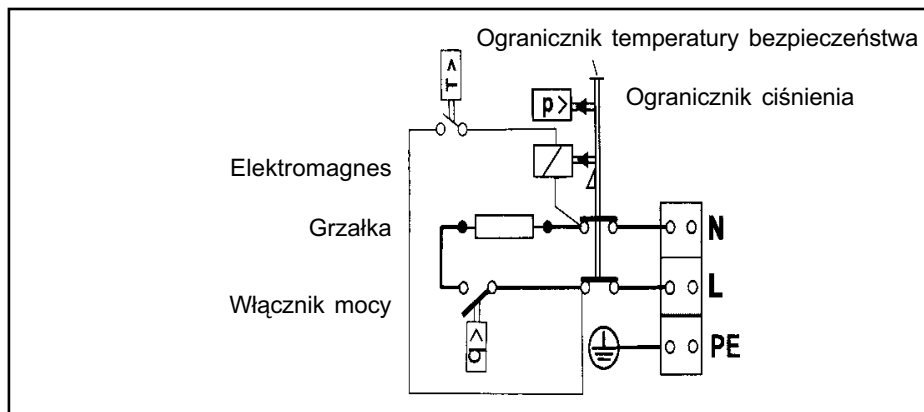 Ogranicznik temperatury bezpieczeństwa
T>
p>
Ogranicznik ciśnienia
Elektromagnes
Grzałka
N
Włącznik mocy
L
PE